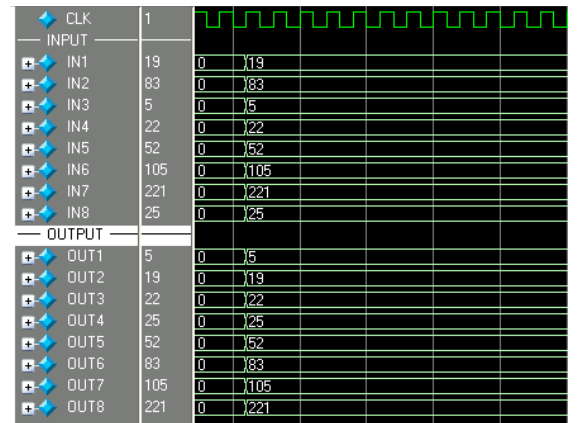 CLK 1
INPUT
IN1 19 0 19
IN2 83 0 83
IN3 5 0 5
IN4 22 0 22
IN5 52 0 52
IN6 105 0 105
IN7 221 0 221
IN8 25 0 25
OUTPUT
OUT1 5 0 5
OUT2 19 0 19
OUT3 22 0 22
OUT4 25 0 25
OUT5 52 0 52
OUT6 83 0 83
OUT7 105 0 105
OUT8 221 0 221